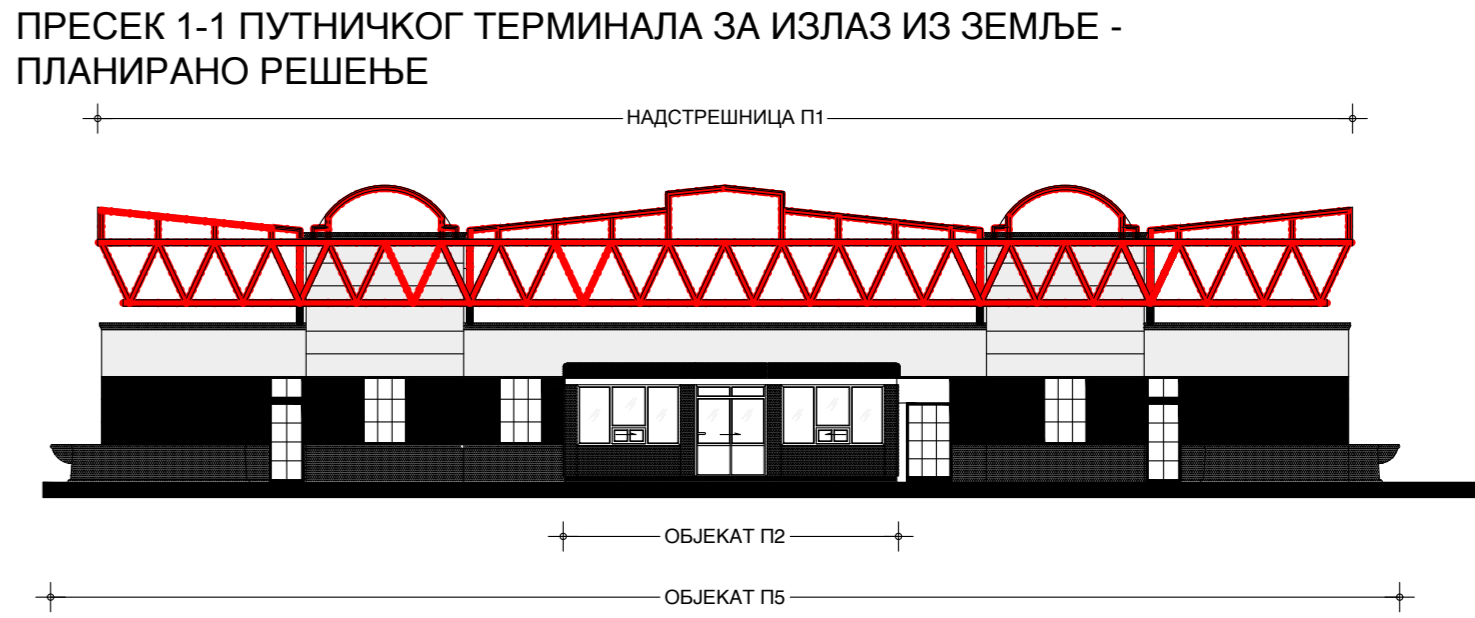 ПРЕСЕК 1-1 ПУТНИЧКОГ ТЕРМИНАЛА ЗА ИЗЛАЗ ИЗ ЗЕМЉЕ -
ПЛАНИРАНО РЕШЕЊЕ
НАДСТРЕШНИЦА П1
ОБЈЕКАТ П2
ОБЈЕКАТ П5